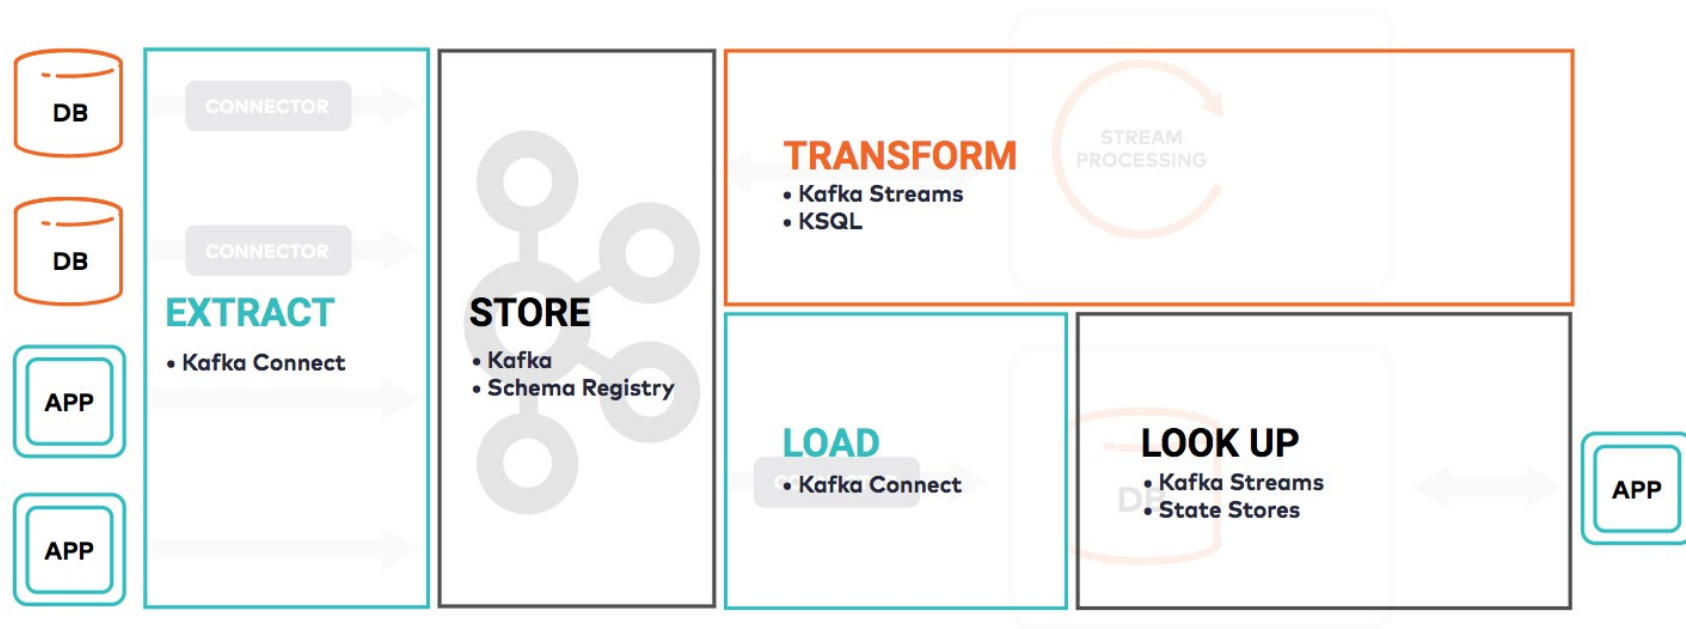 DB
DB
APP
APP
CONNECTOR
CONNECTOR
EXTRACT
• Kafka Connect
STORE
• Kafka
• Schema Registry
TRANSFORM
• Kafka Streams
• KSQL
STREAM
PROCESSING
LOAD
• Kafka Connect
LOOK UP
• Kafka Streams
• State Stores
DB
APP